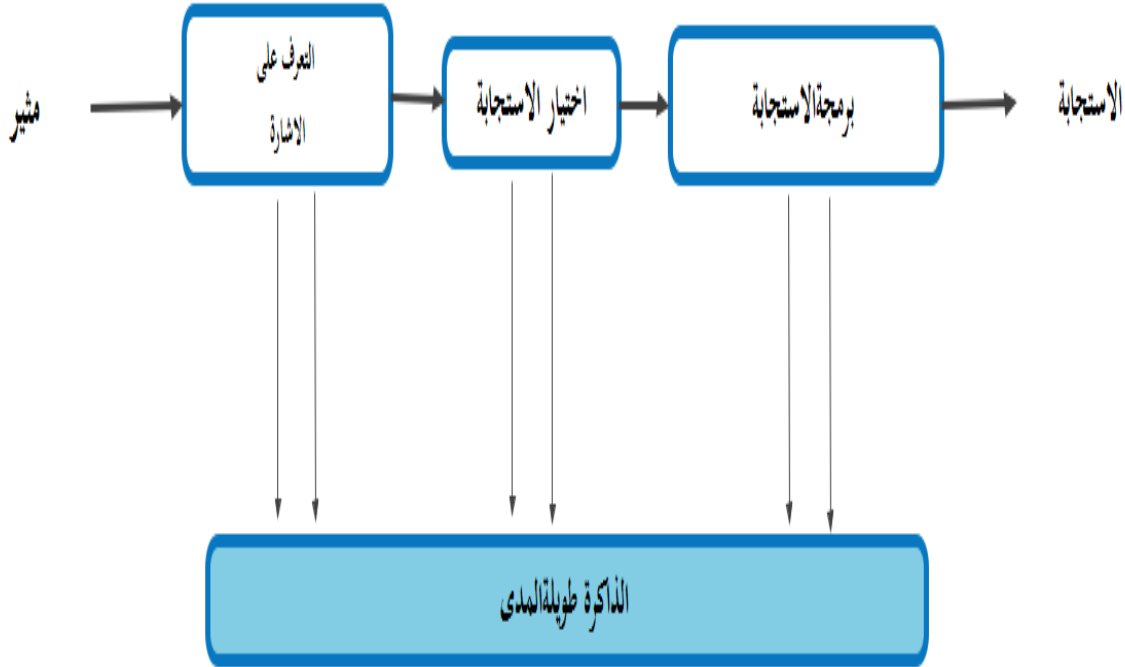 مثير
التعرف على
الاشارة
اختيار الاستجابة
برمجةالاستجابة
الاستجابة
الذاكرة طويلةالمدى